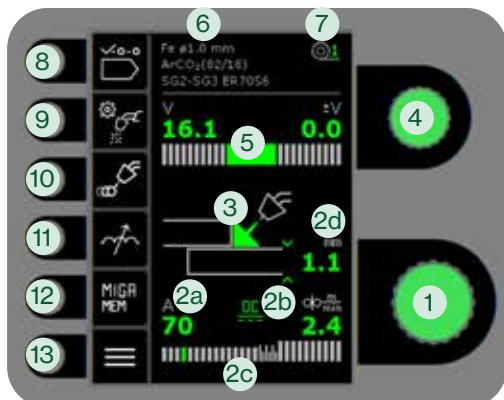 6
7
8
Fe ø1.0 mm
1
ArCO₂(82/18)
SG2-SG3 ER70S6
9
V
±V
16.1
5
0.0
4
10
3
11
2d
mm
1.1
12
MIGA
MEM
2a
2b
1
A
DC
m
min
70
2.4
13
2c